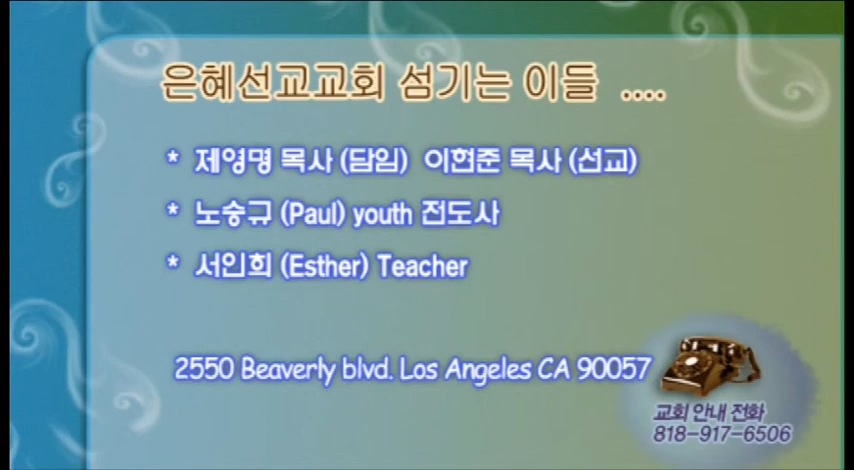 은혜선교교회 섬기는 이들 ....
* 제영명 목사 (담임) 이현준 목사 (선교)
* 노승규 (Paul) youth 전도사
* 서인희 (Esther) Teacher
2550 Beaverly blvd. Los Angeles CA 90057
교회 안내 전화
818-917-6506